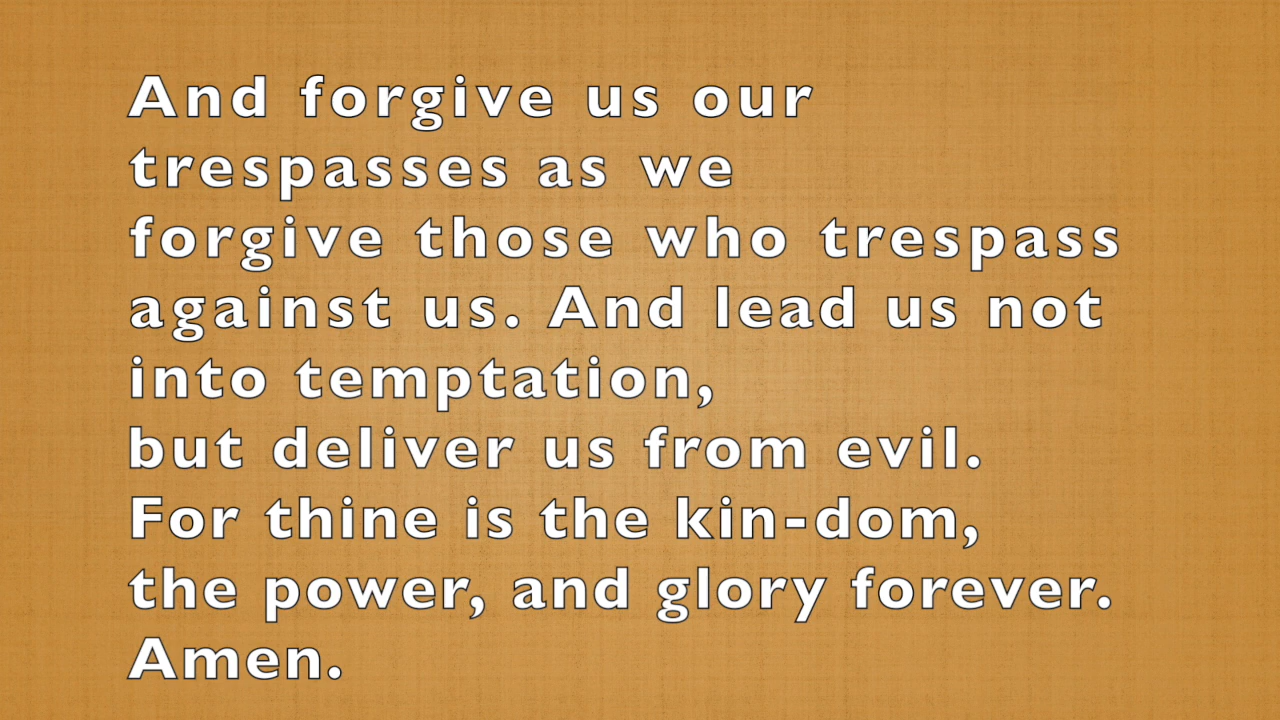 And forgive us our
trespasses as we
forgive those who trespass
against us. And lead us not
into temptation,
but deliver us from evil.
For thine is the kin-dom,
the power, and glory forever.
Amen.